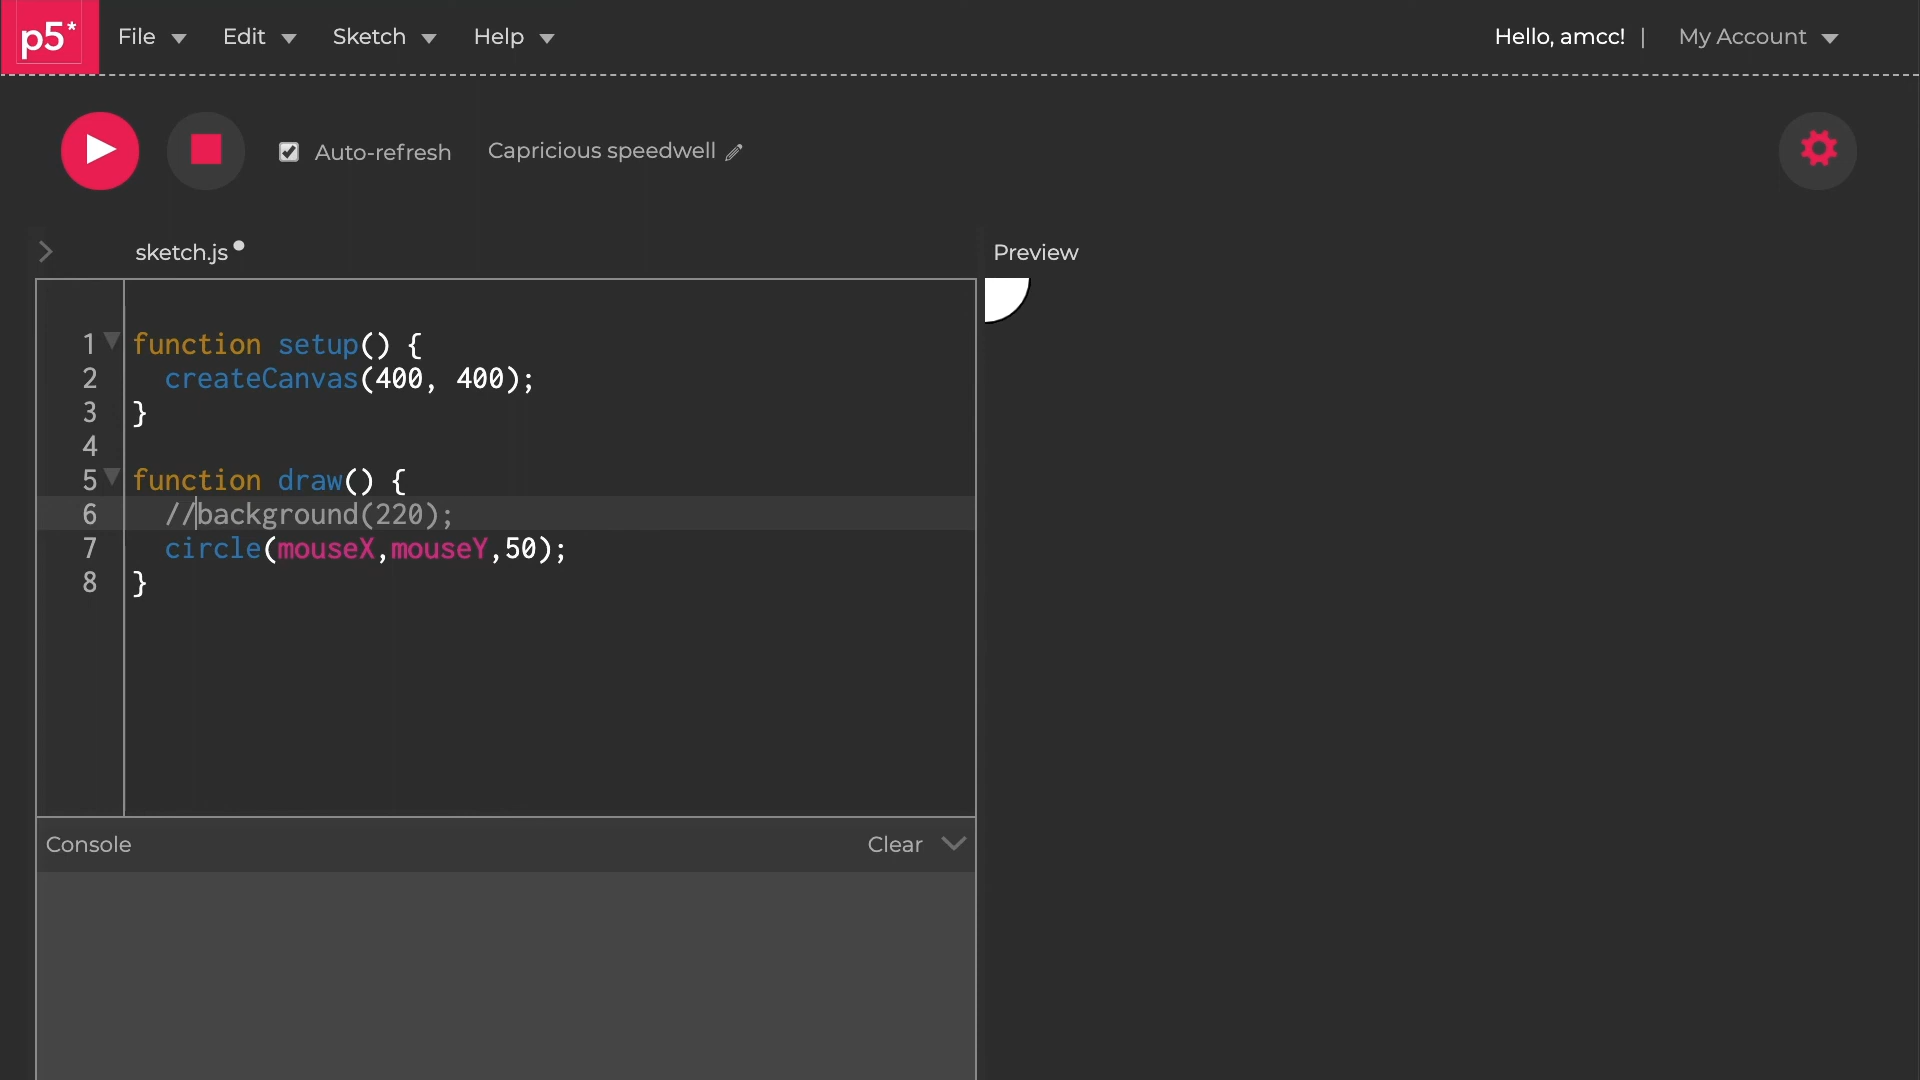 p5* File Edit Sketch Help Hello, amcc! | My Account
Auto-refresh Capricious speedwell
sketch.js Preview
1 function setup() {
2 createCanvas(400, 400);
3 }
4
5 function draw() {
6 //background(220);
7 circle(mouseX,mouseY,50);
8 }
Console Clear